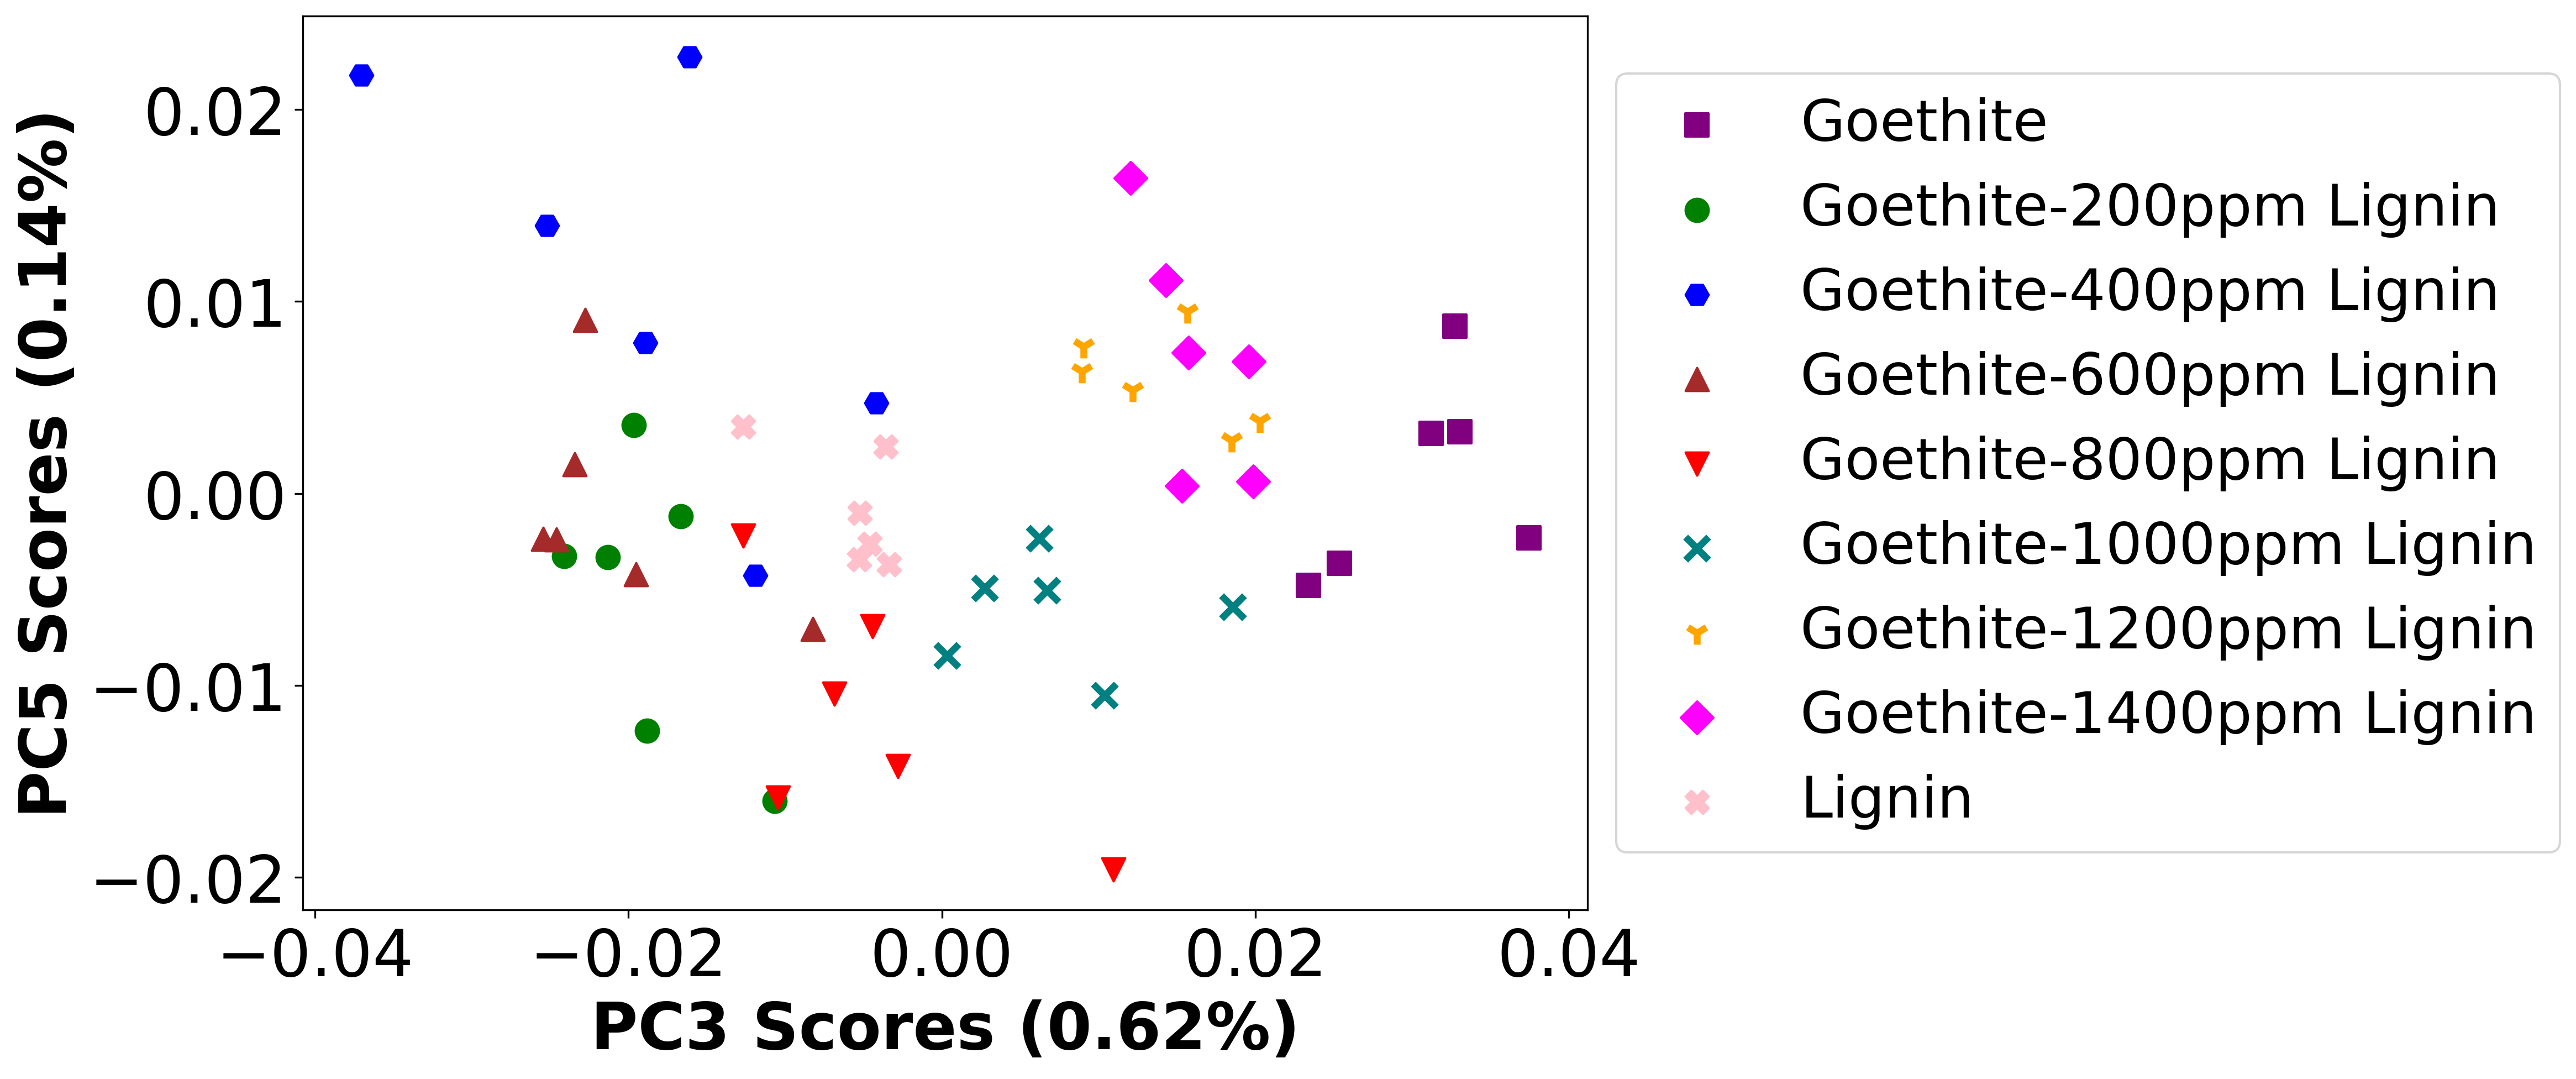 PC5 Scores (0.14%)
0.02
0.01
0.00
−0.01
−0.02
−0.04
−0.02
0.00
0.02
0.04
PC3 Scores (0.62%)
Goethite
Goethite-200ppm Lignin
Goethite-400ppm Lignin
Goethite-600ppm Lignin
Goethite-800ppm Lignin
Goethite-1000ppm Lignin
Goethite-1200ppm Lignin
Goethite-1400ppm Lignin
Lignin